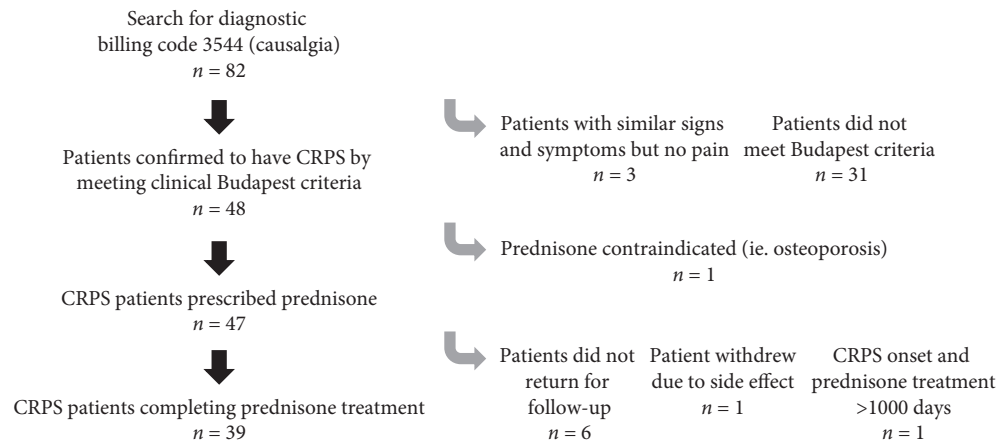 Search for diagnostic
billing code 3544 (causalgia)
n = 82
Patients with similar signs
and symptoms but no pain
n = 3
Patients did not
meet Budapest criteria
n = 31
Patients confirmed to have CRPS by
meeting clinical Budapest criteria
n = 48
Prednisone contraindicated (ie. osteoporosis)
n = 1
CRPS patients prescribed prednisone
n = 47
Patients did not
return for
follow-up
n = 6
Patient withdrew
due to side effect
n = 1
CRPS onset and
prednisone treatment
>1000 days
n = 1
CRPS patients completing prednisone treatment
n = 39